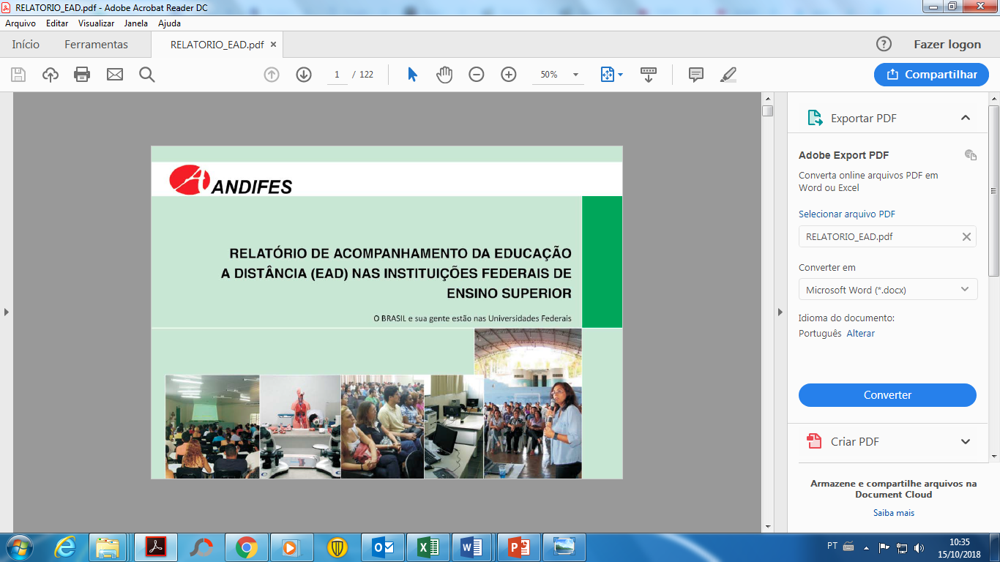 RELATORIO_EAD.pdf - Adobe Acrobat Reader DC
Arquivo Editar Visualizar Janela Ajuda
Início Ferramentas RELATORIO_EAD.pdf Fazer logon
1 / 122 50% Compartilhar
Exportar PDF
Adobe Export PDF
Converta online arquivos PDF em
Word ou Excel
Selecionar arquivo PDF
RELATORIO_EAD.pdf
Converter em
Microsoft Word (*.docx)
Idioma do documento:
Português Alterar
Converter
Criar PDF
Armazene e compartilhe arquivos na
Document Cloud
Saiba mais
ANDIFES
RELATÓRIO DE ACOMPANHAMENTO DA EDUCAÇÃO
A DISTÂNCIA (EAD) NAS INSTITUIÇÕES FEDERAIS DE
ENSINO SUPERIOR
O BRASIL e sua gente estão nas Universidades Federais
PT 10:35
15/10/2018